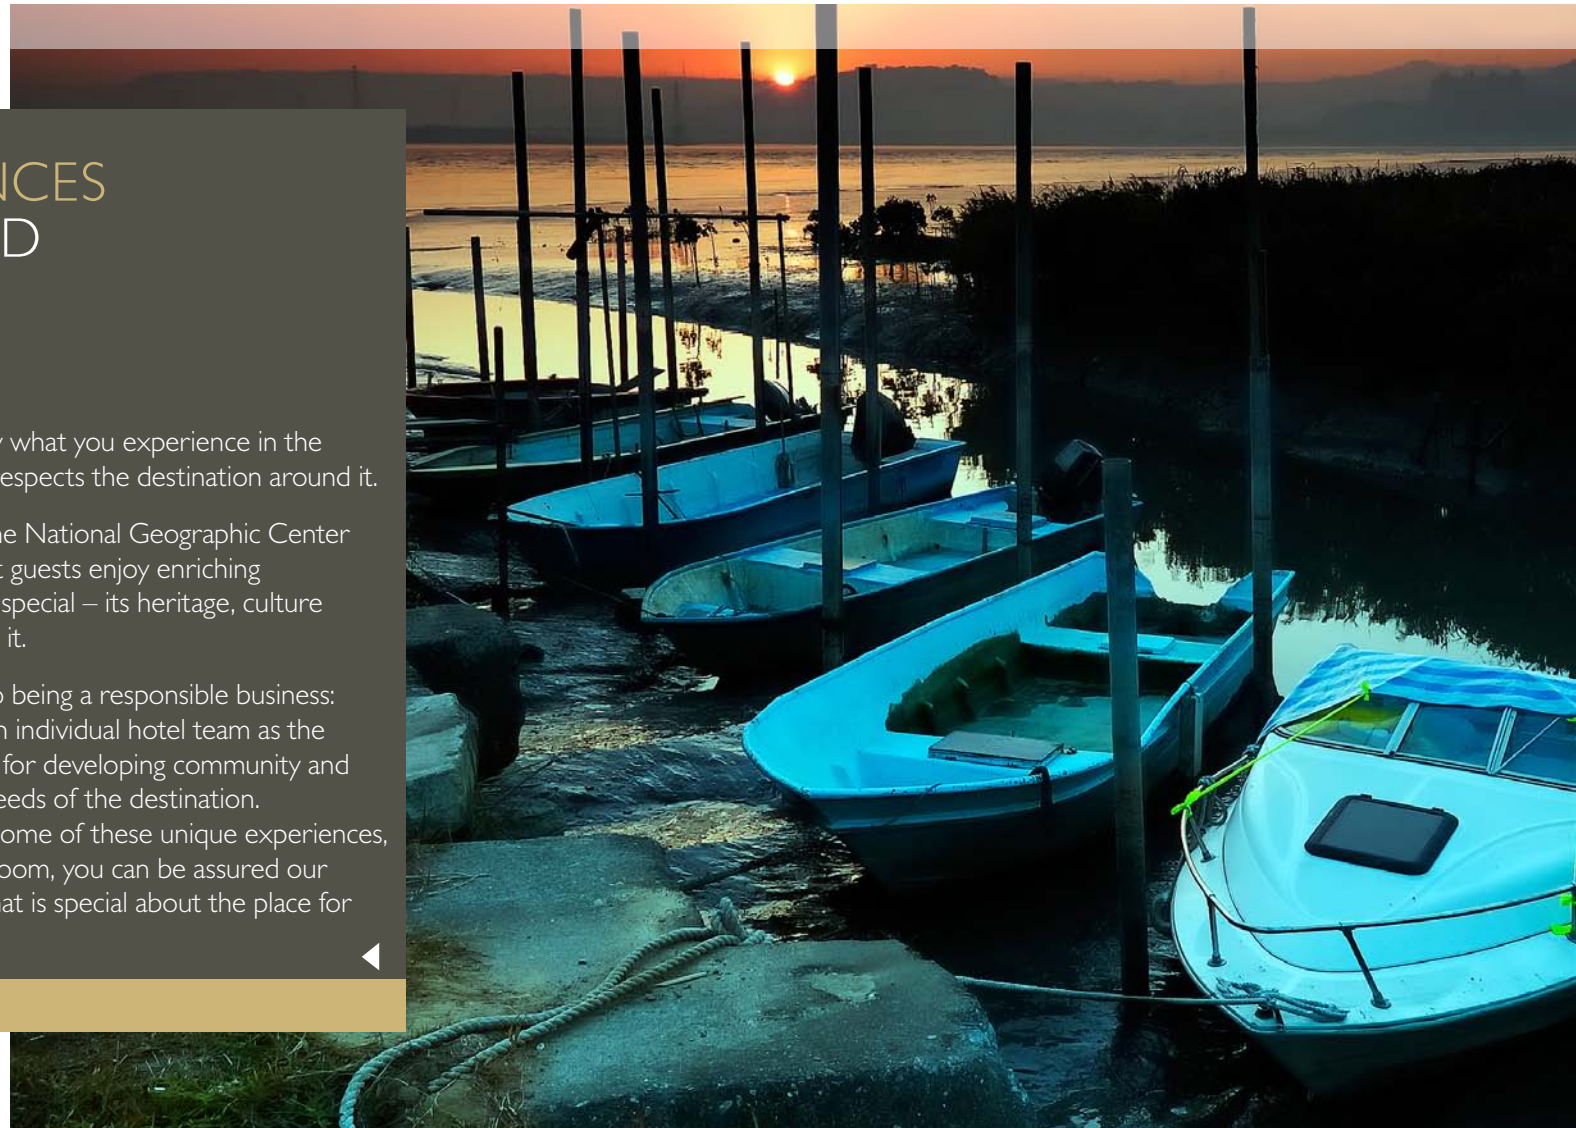 NCES
D
what you experience in the
espects the destination around it.
he National Geographic Center
t guests enjoy enriching
special – its heritage, culture
it.
being a responsible business:
individual hotel team as the
for developing community and
eeds of the destination.
ome of these unique experiences,
oom, you can be assured our
at is special about the place for